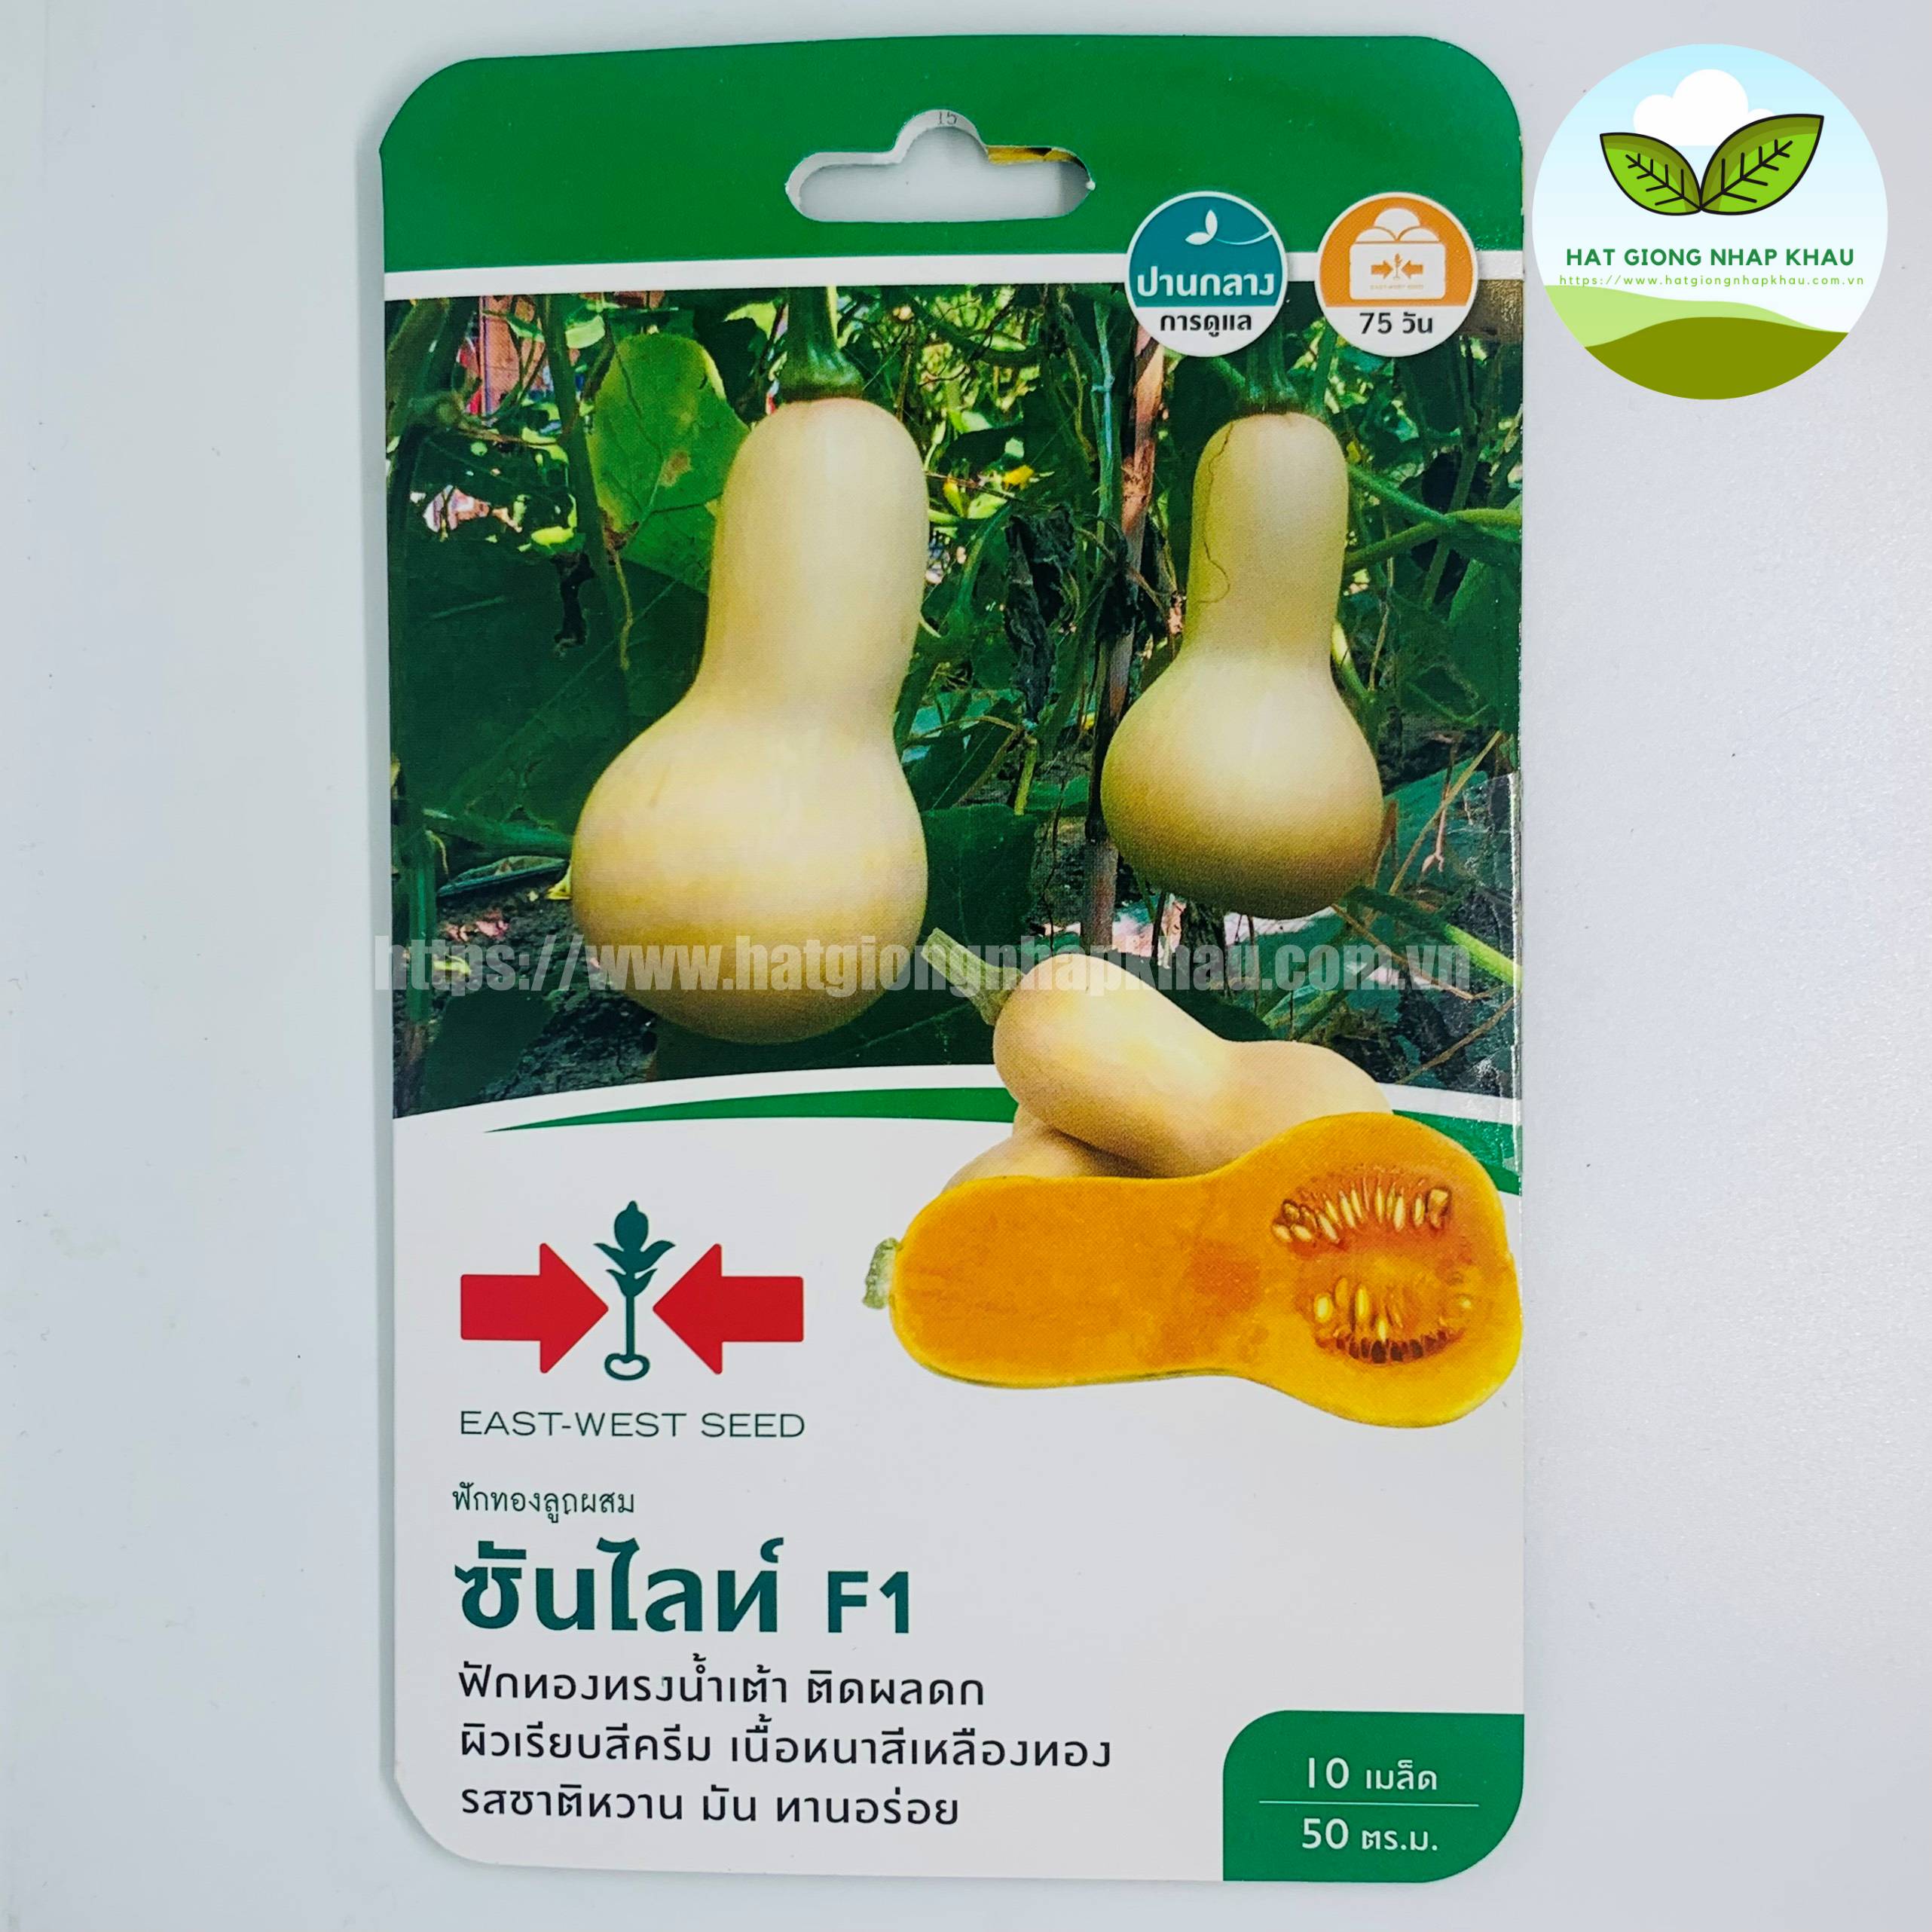 15
HAT GIONG NHAP KHAU
https://www.hatgiongnhapkhau.com.vn
ปานกลาง
การดูแล
EAST-WEST SEED
75 วัน
https://www.hatgiongnhapkhau.com.vn
EAST-WEST SEED
ฟักทองลูกผสม
ซันไลท์ F1
ฟักทองทรงน้ำเต้า ติดผลดก
ผิวเรียบสีครีม เนื้อหนาสีเหลืองทอง
รสชาติหวาน มัน ทานอร่อย
10 เมล็ด
50 ตร.ม.